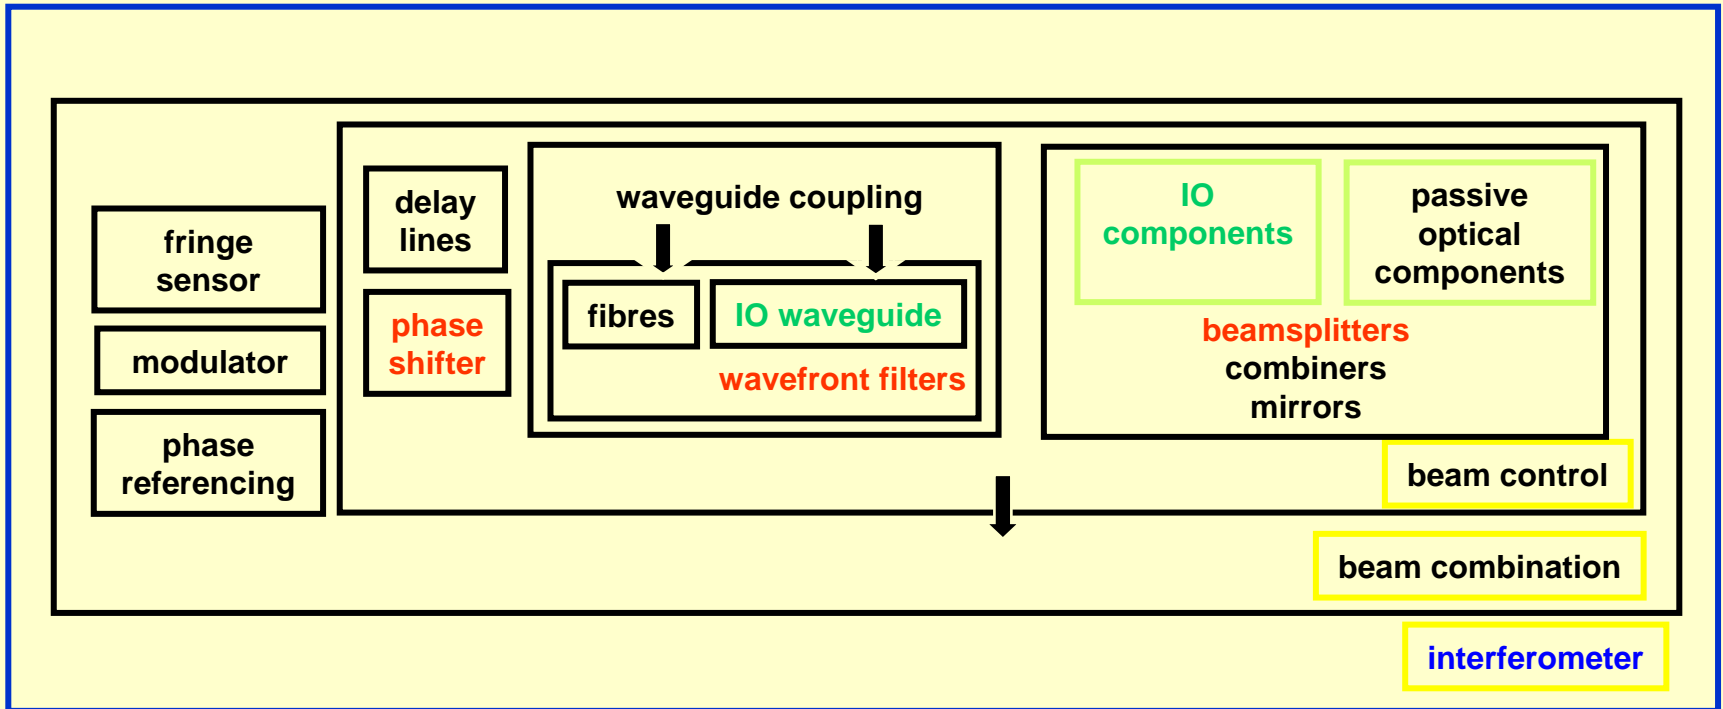 fringe
sensor
modulator
phase
referencing
delay
lines
phase
shifter
waveguide coupling
fibres
IO waveguide
wavefront filters
IO
components
passive
optical
components
beamsplitters
combiners
mirrors
beam control
beam combination
interferometer